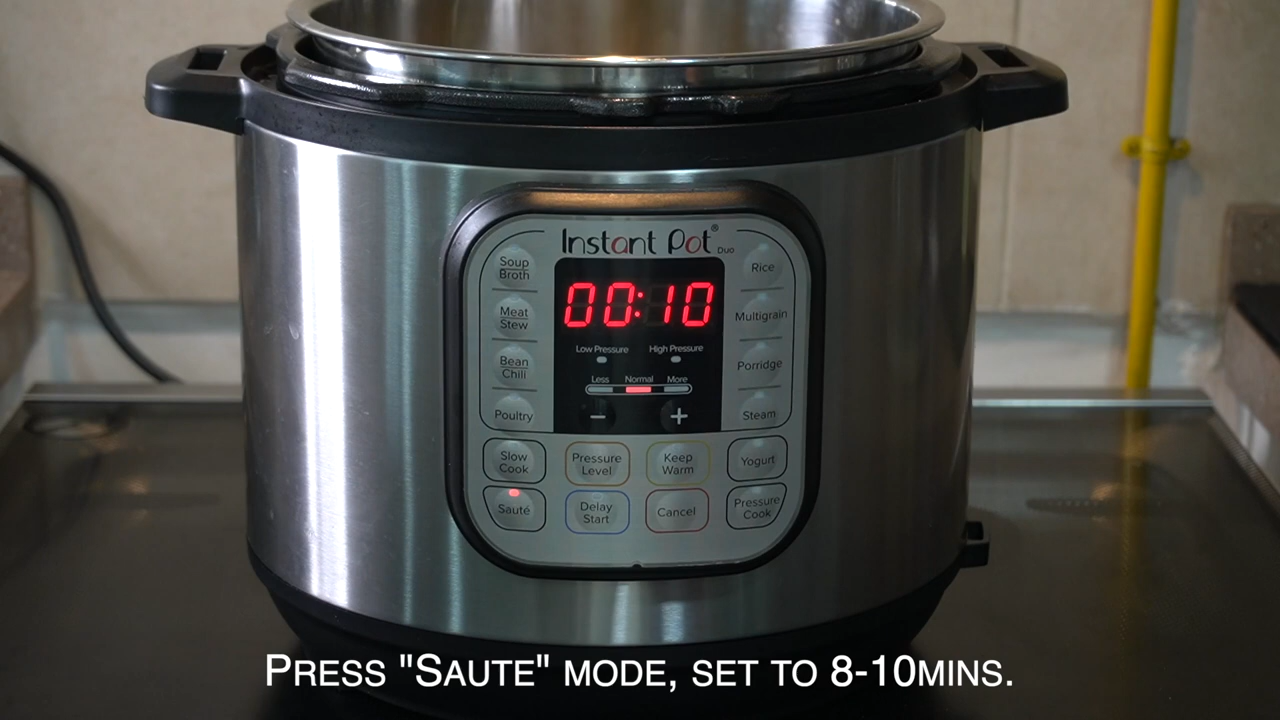 Instant Pot® Duo
Soup
Broth
Meat
Stew
Bean
Chili
Poultry
00:10
Low Pressure High Pressure
Less Normal More
− +
Rice
Multigrain
Porridge
Steam
Slow
Cook
Pressure
Level
Keep
Warm
Yogurt
Sauté
Delay
Start
Cancel
Pressure
Cook
PRESS "SAUTE" MODE, SET TO 8-10MINS.